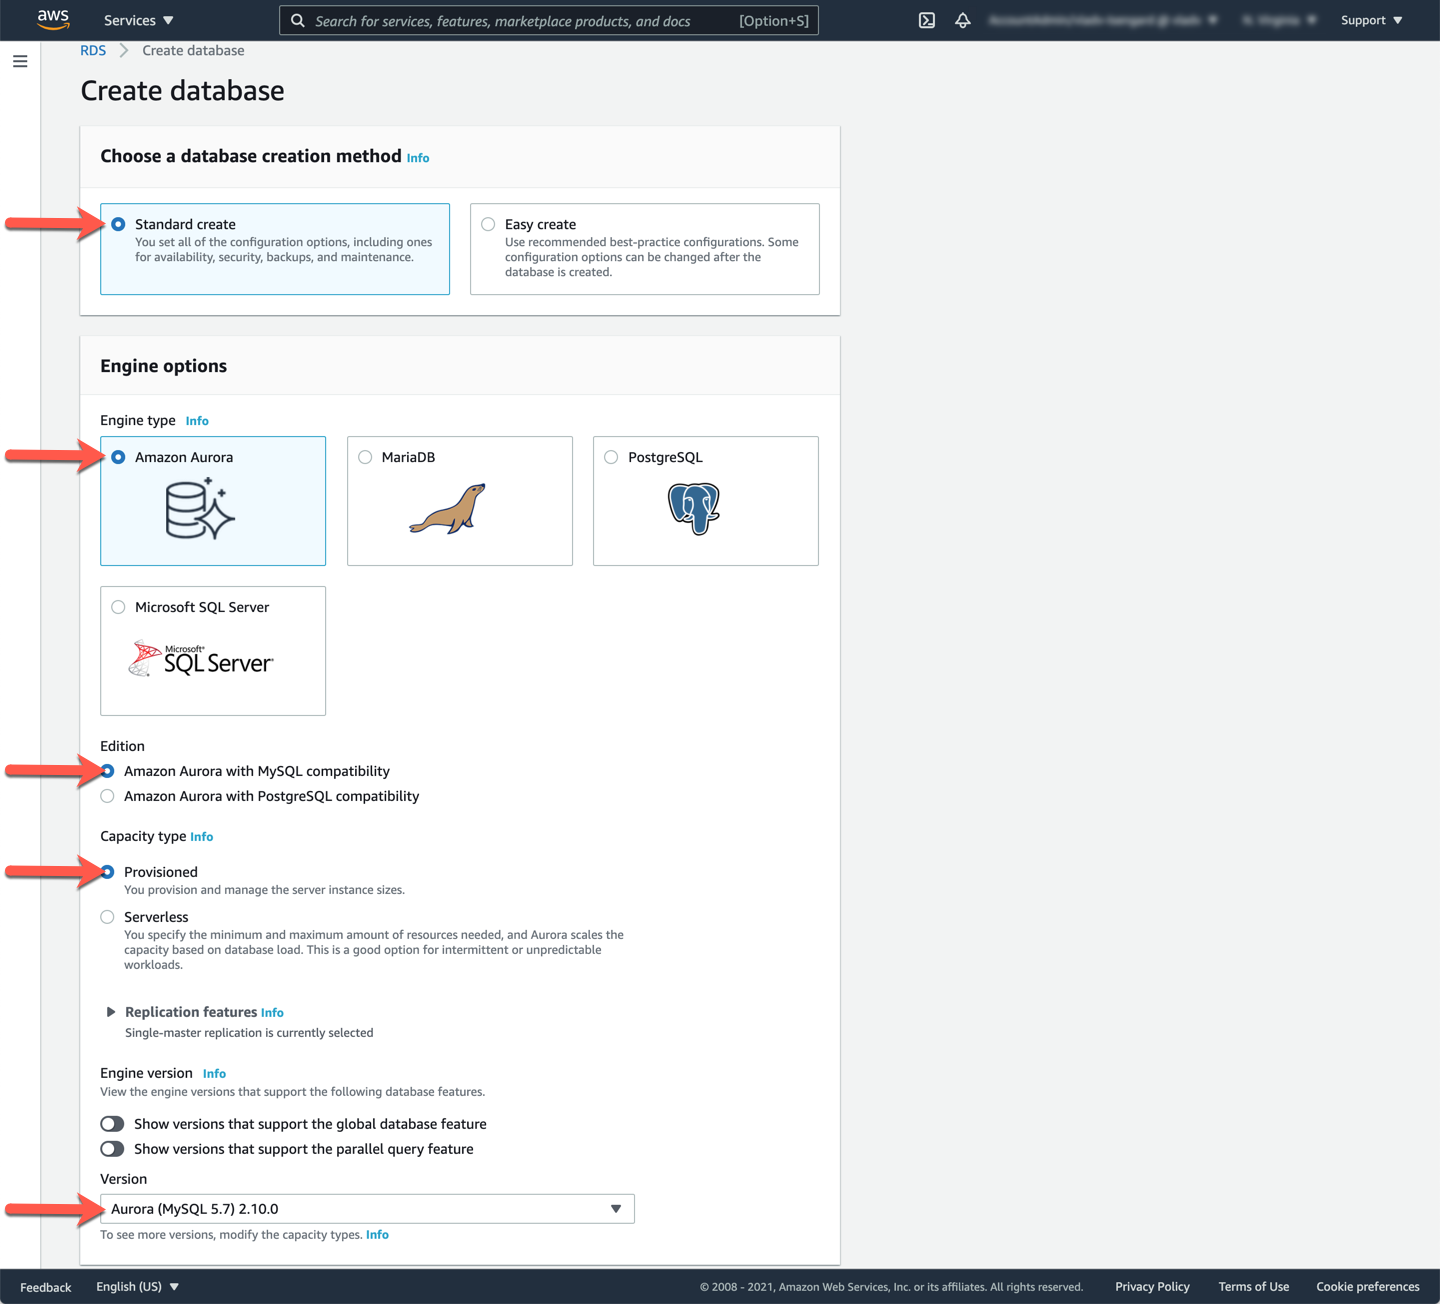 aws
Services
Search for services, features, marketplace products, and docs
[Option+S]
Support
RDS
Create database
Create database
Choose a database creation method Info
Standard create
You set all of the configuration options, including ones
for availability, security, backups, and maintenance.
Easy create
Use recommended best-practice configurations. Some
configuration options can be changed after the
database is created.
Engine options
Engine type Info
Amazon Aurora
MariaDB
PostgreSQL
Microsoft SQL Server
Microsoft®
SQL Server
Edition
Amazon Aurora with MySQL compatibility
Amazon Aurora with PostgreSQL compatibility
Capacity type Info
Provisioned
You provision and manage the server instance sizes.
Serverless
You specify the minimum and maximum amount of resources needed, and Aurora scales the
capacity based on database load. This is a good option for intermittent or unpredictable
workloads.
Replication features Info
Single-master replication is currently selected
Engine version Info
View the engine versions that support the following database features.
Show versions that support the global database feature
Show versions that support the parallel query feature
Version
Aurora (MySQL 5.7) 2.10.0
To see more versions, modify the capacity types. Info
Feedback
English (US)
© 2008 - 2021, Amazon Web Services, Inc. or its affiliates. All rights reserved.
Privacy Policy
Terms of Use
Cookie preferences